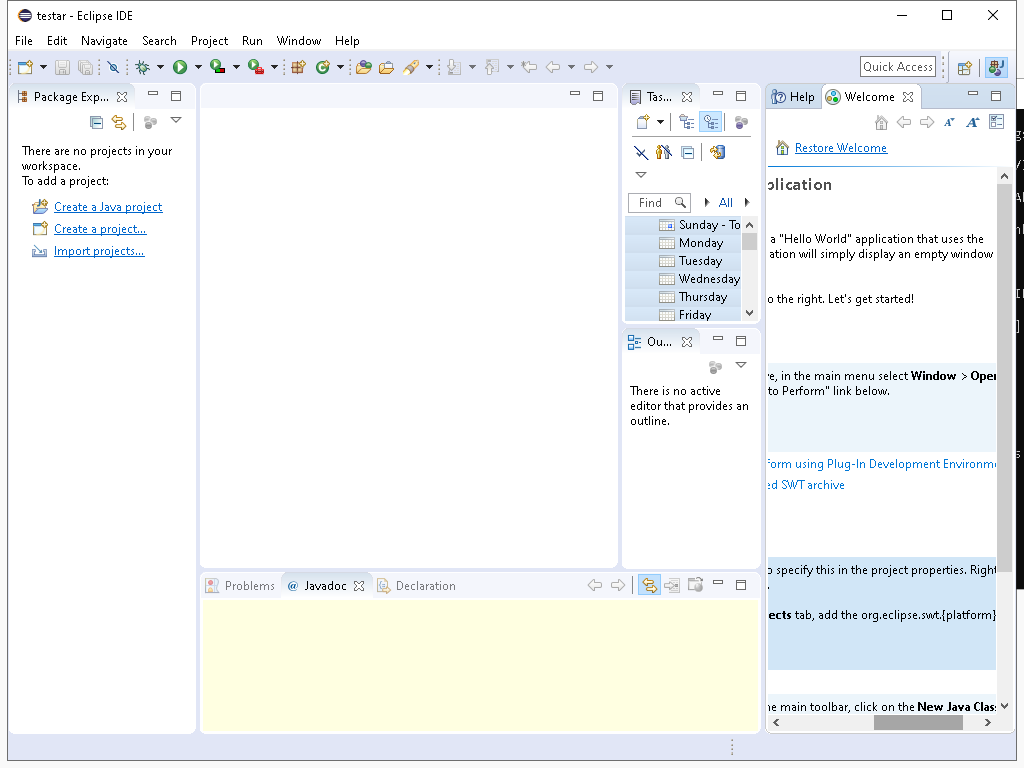 testar - Eclipse IDE
File Edit Navigate Search Project Run Window Help
Quick Access
Package Exp...
There are no projects in your
workspace.
To add a project:
Create a Java project
Create a project...
Import projects...
Tas...
Find
All
Sunday - To
Monday
Tuesday
Wednesday
Thursday
Friday
Ou...
There is no active
editor that provides an
outline.
Help
Welcome
Restore Welcome
plication
a "Hello World" application that uses the
ation will simply display an empty window
o the right. Let's get started!
ve, in the main menu select Window > Open
to Perform" link below.
form using Plug-In Development Environme
ed SWT archive
o specify this in the project properties. Right
ects tab, add the org.eclipse.swt.{platform}
he main toolbar, click on the New Java Clas
Problems
@ Javadoc
Declaration